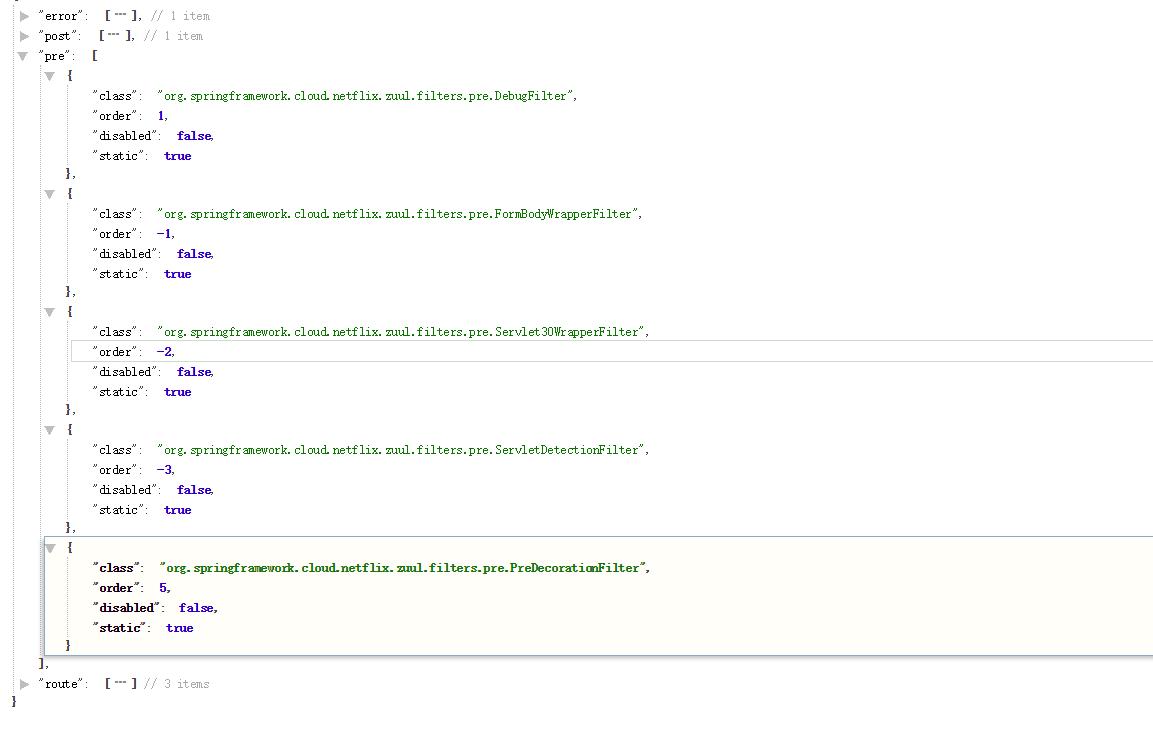 "error": [ ... ], // 1 item
"post": [ ... ], // 1 item
"pre": [
{
"class": "org.springframework.cloud.netflix.zuul.filters.pre.DebugFilter",
"order": 1,
"disabled": false,
"static": true
},
{
"class": "org.springframework.cloud.netflix.zuul.filters.pre.FormBodyWrapperFilter",
"order": -1,
"disabled": false,
"static": true
},
{
"class": "org.springframework.cloud.netflix.zuul.filters.pre.Servlet30WrapperFilter",
"order": -2,
"disabled": false,
"static": true
},
{
"class": "org.springframework.cloud.netflix.zuul.filters.pre.ServletDetectionFilter",
"order": -3,
"disabled": false,
"static": true
},
{
"class": "org.springframework.cloud.netflix.zuul.filters.pre.PreDecorationFilter",
"order": 5,
"disabled": false,
"static": true
}
],
"route": [ ... ] // 3 items
}